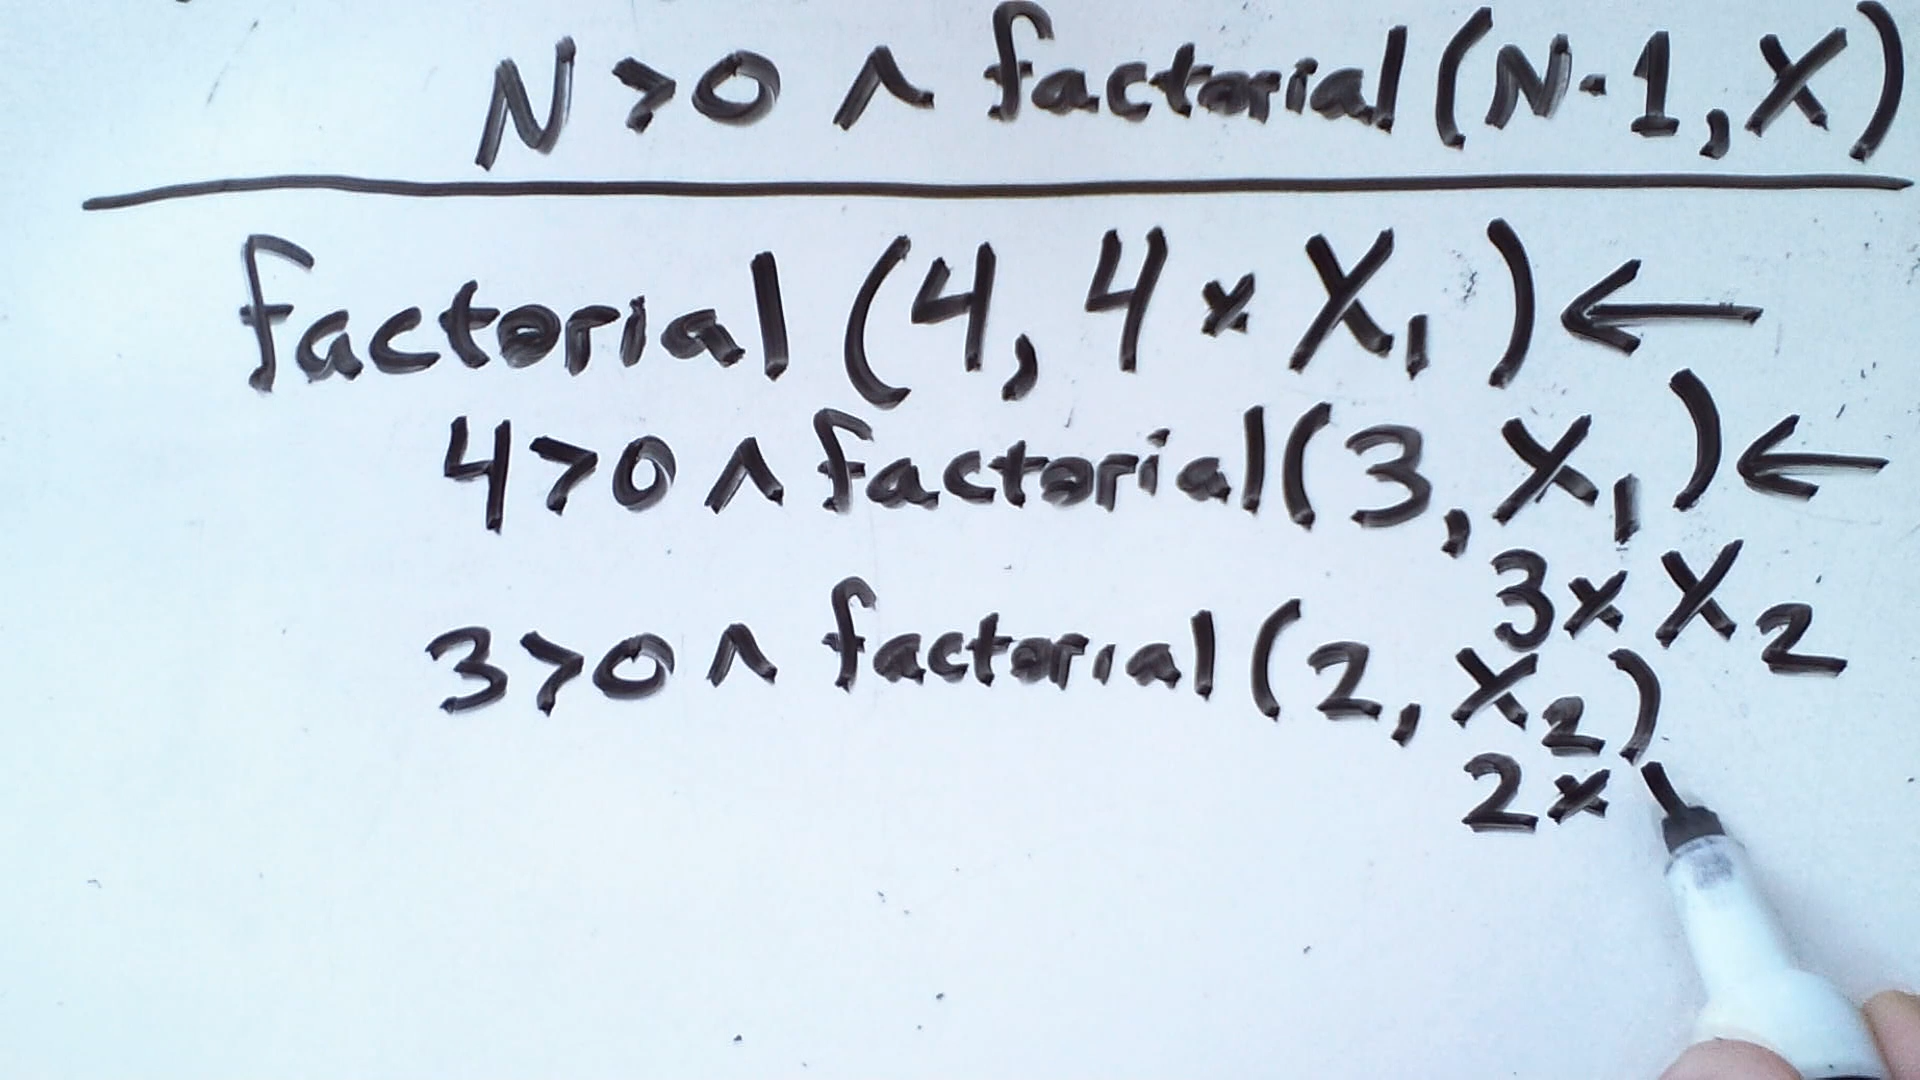 N > 0 ∧ factorial (N - 1, X)
factorial (4, 4 × X₁) ←
4 > 0 ∧ factorial (3, X₁) ←
3 × X₂
3 > 0 ∧ factorial (2, X₂)
2 ×